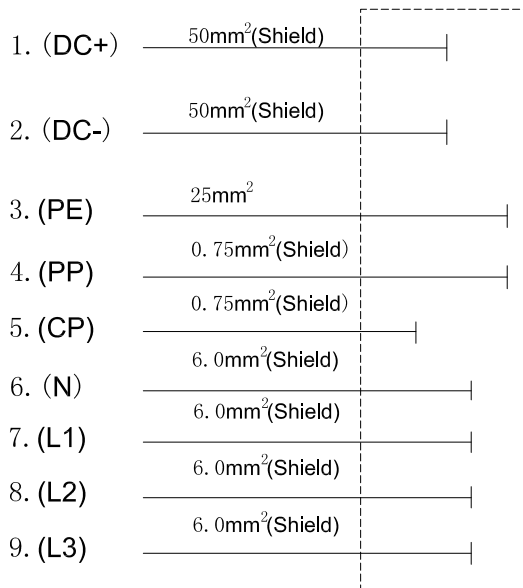 1. (DC+) 50mm²(Shield)
2. (DC-) 50mm²(Shield)
3. (PE) 25mm²
4. (PP) 0.75mm²(Shield)
5. (CP) 0.75mm²(Shield)
6. (N) 6.0mm²(Shield)
7. (L1) 6.0mm²(Shield)
8. (L2) 6.0mm²(Shield)
9. (L3) 6.0mm²(Shield)